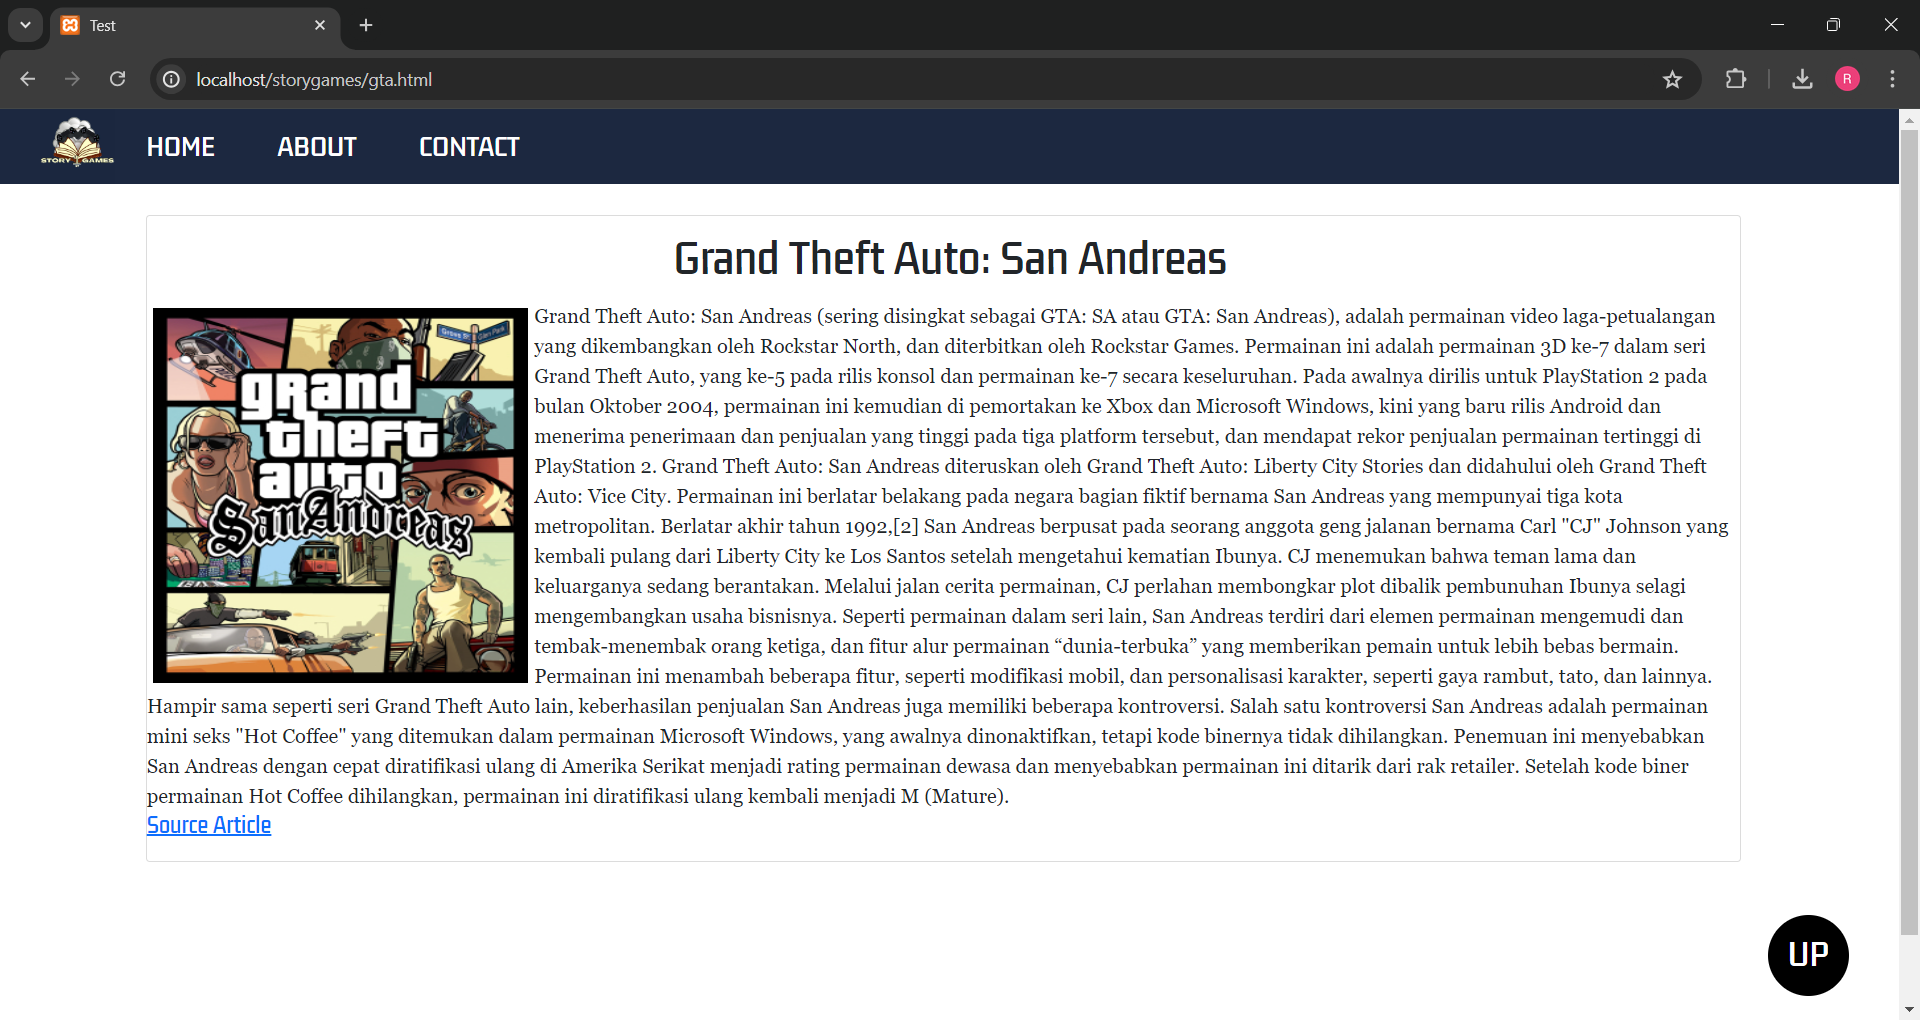 Test
localhost/storygames/gta.html
R
STORY GAMES
HOME ABOUT CONTACT
Grand Theft Auto: San Andreas
Grove St
grand
theft
auto
San Andreas
Grand Theft Auto: San Andreas (sering disingkat sebagai GTA: SA atau GTA: San Andreas), adalah permainan video laga-petualangan
yang dikembangkan oleh Rockstar North, dan diterbitkan oleh Rockstar Games. Permainan ini adalah permainan 3D ke-7 dalam seri
Grand Theft Auto, yang ke-5 pada rilis konsol dan permainan ke-7 secara keseluruhan. Pada awalnya dirilis untuk PlayStation 2 pada
bulan Oktober 2004, permainan ini kemudian di pemortakan ke Xbox dan Microsoft Windows, kini yang baru rilis Android dan
menerima penerimaan dan penjualan yang tinggi pada tiga platform tersebut, dan mendapat rekor penjualan permainan tertinggi di
PlayStation 2. Grand Theft Auto: San Andreas diteruskan oleh Grand Theft Auto: Liberty City Stories dan didahului oleh Grand Theft
Auto: Vice City. Permainan ini berlatar belakang pada negara bagian fiktif bernama San Andreas yang mempunyai tiga kota
metropolitan. Berlatar akhir tahun 1992,[2] San Andreas berpusat pada seorang anggota geng jalanan bernama Carl "CJ" Johnson yang
kembali pulang dari Liberty City ke Los Santos setelah mengetahui kematian Ibunya. CJ menemukan bahwa teman lama dan
keluarganya sedang berantakan. Melalui jalan cerita permainan, CJ perlahan membongkar plot dibalik pembunuhan Ibunya selagi
mengembangkan usaha bisnisnya. Seperti permainan dalam seri lain, San Andreas terdiri dari elemen permainan mengemudi dan
tembak-menembak orang ketiga, dan fitur alur permainan “dunia-terbuka” yang memberikan pemain untuk lebih bebas bermain.
Permainan ini menambah beberapa fitur, seperti modifikasi mobil, dan personalisasi karakter, seperti gaya rambut, tato, dan lainnya.
Hampir sama seperti seri Grand Theft Auto lain, keberhasilan penjualan San Andreas juga memiliki beberapa kontroversi. Salah satu kontroversi San Andreas adalah permainan
mini seks "Hot Coffee" yang ditemukan dalam permainan Microsoft Windows, yang awalnya dinonaktifkan, tetapi kode binernya tidak dihilangkan. Penemuan ini menyebabkan
San Andreas dengan cepat diratifikasi ulang di Amerika Serikat menjadi rating permainan dewasa dan menyebabkan permainan ini ditarik dari rak retailer. Setelah kode biner
permainan Hot Coffee dihilangkan, permainan ini diratifikasi ulang kembali menjadi M (Mature).
Source Article
UP